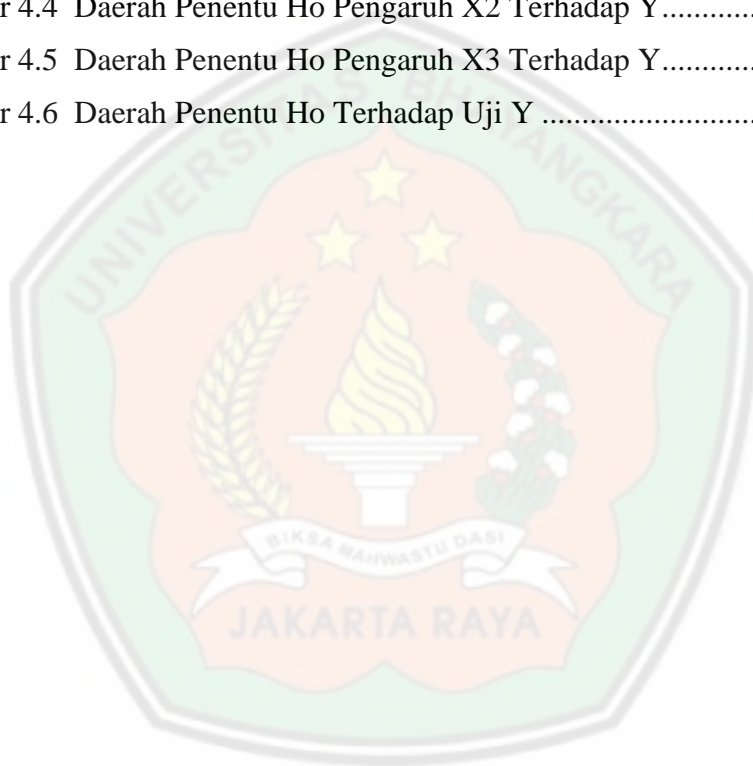 r 4.4 Daerah Penentu Ho Pengaruh X2 Terhadap Y.............
r 4.5 Daerah Penentu Ho Pengaruh X3 Terhadap Y.............
r 4.6 Daerah Penentu Ho Terhadap Uji Y ..........................
UNIVERSITAS BHAYANGKARA
BIKSA MAHWASTU DASI
JAKARTA RAYA